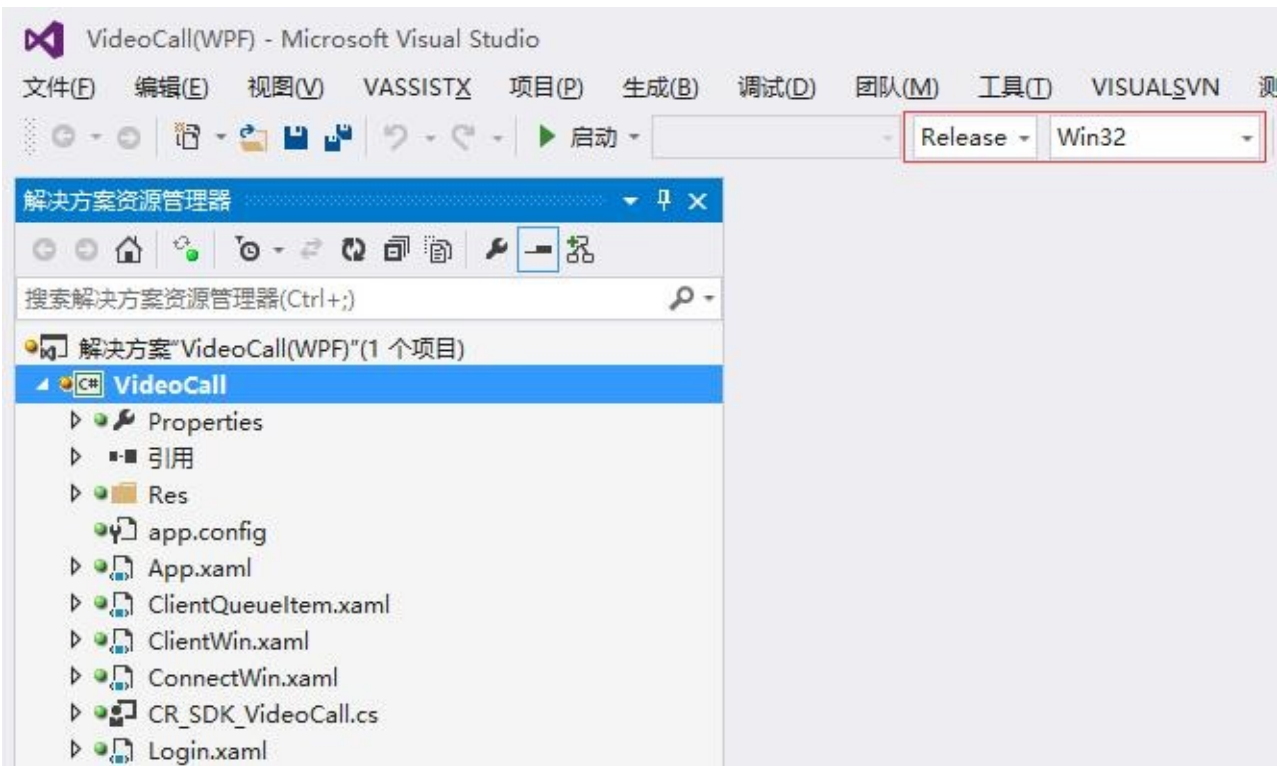 VideoCall(WPF) - Microsoft Visual Studio
文件(F) 编辑(E) 视图(V) VASSISTX 项目(P) 生成(B) 调试(D) 团队(M) 工具(T) VISUALSVN 测
启动 Release Win32
解决方案资源管理器
搜索解决方案资源管理器(Ctrl+;)
解决方案"VideoCall(WPF)"(1 个项目)
C# VideoCall
Properties
引用
Res
app.config
App.xaml
ClientQueueItem.xaml
ClientWin.xaml
ConnectWin.xaml
CR_SDK_VideoCall.cs
Login.xaml